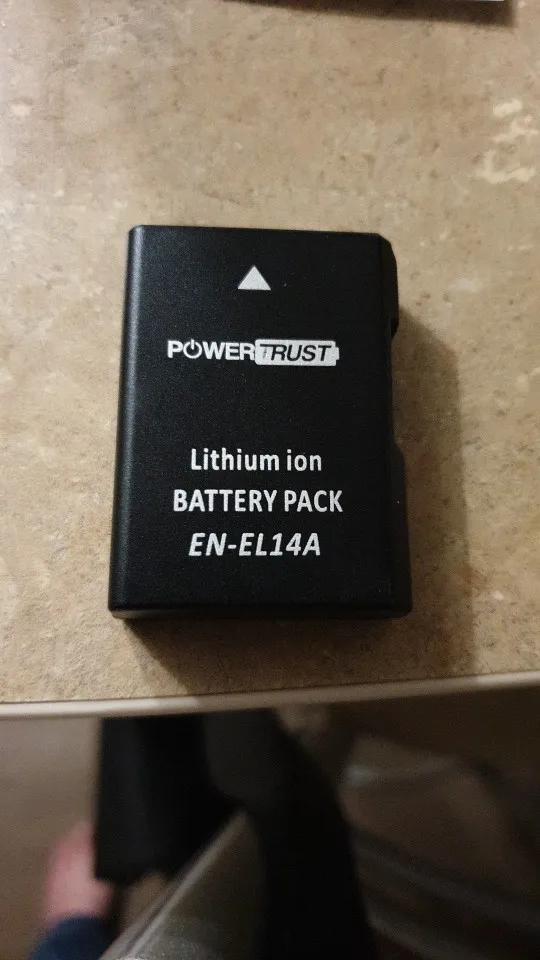 POWERTRUST
Lithium ion
BATTERY PACK
EN-EL14A